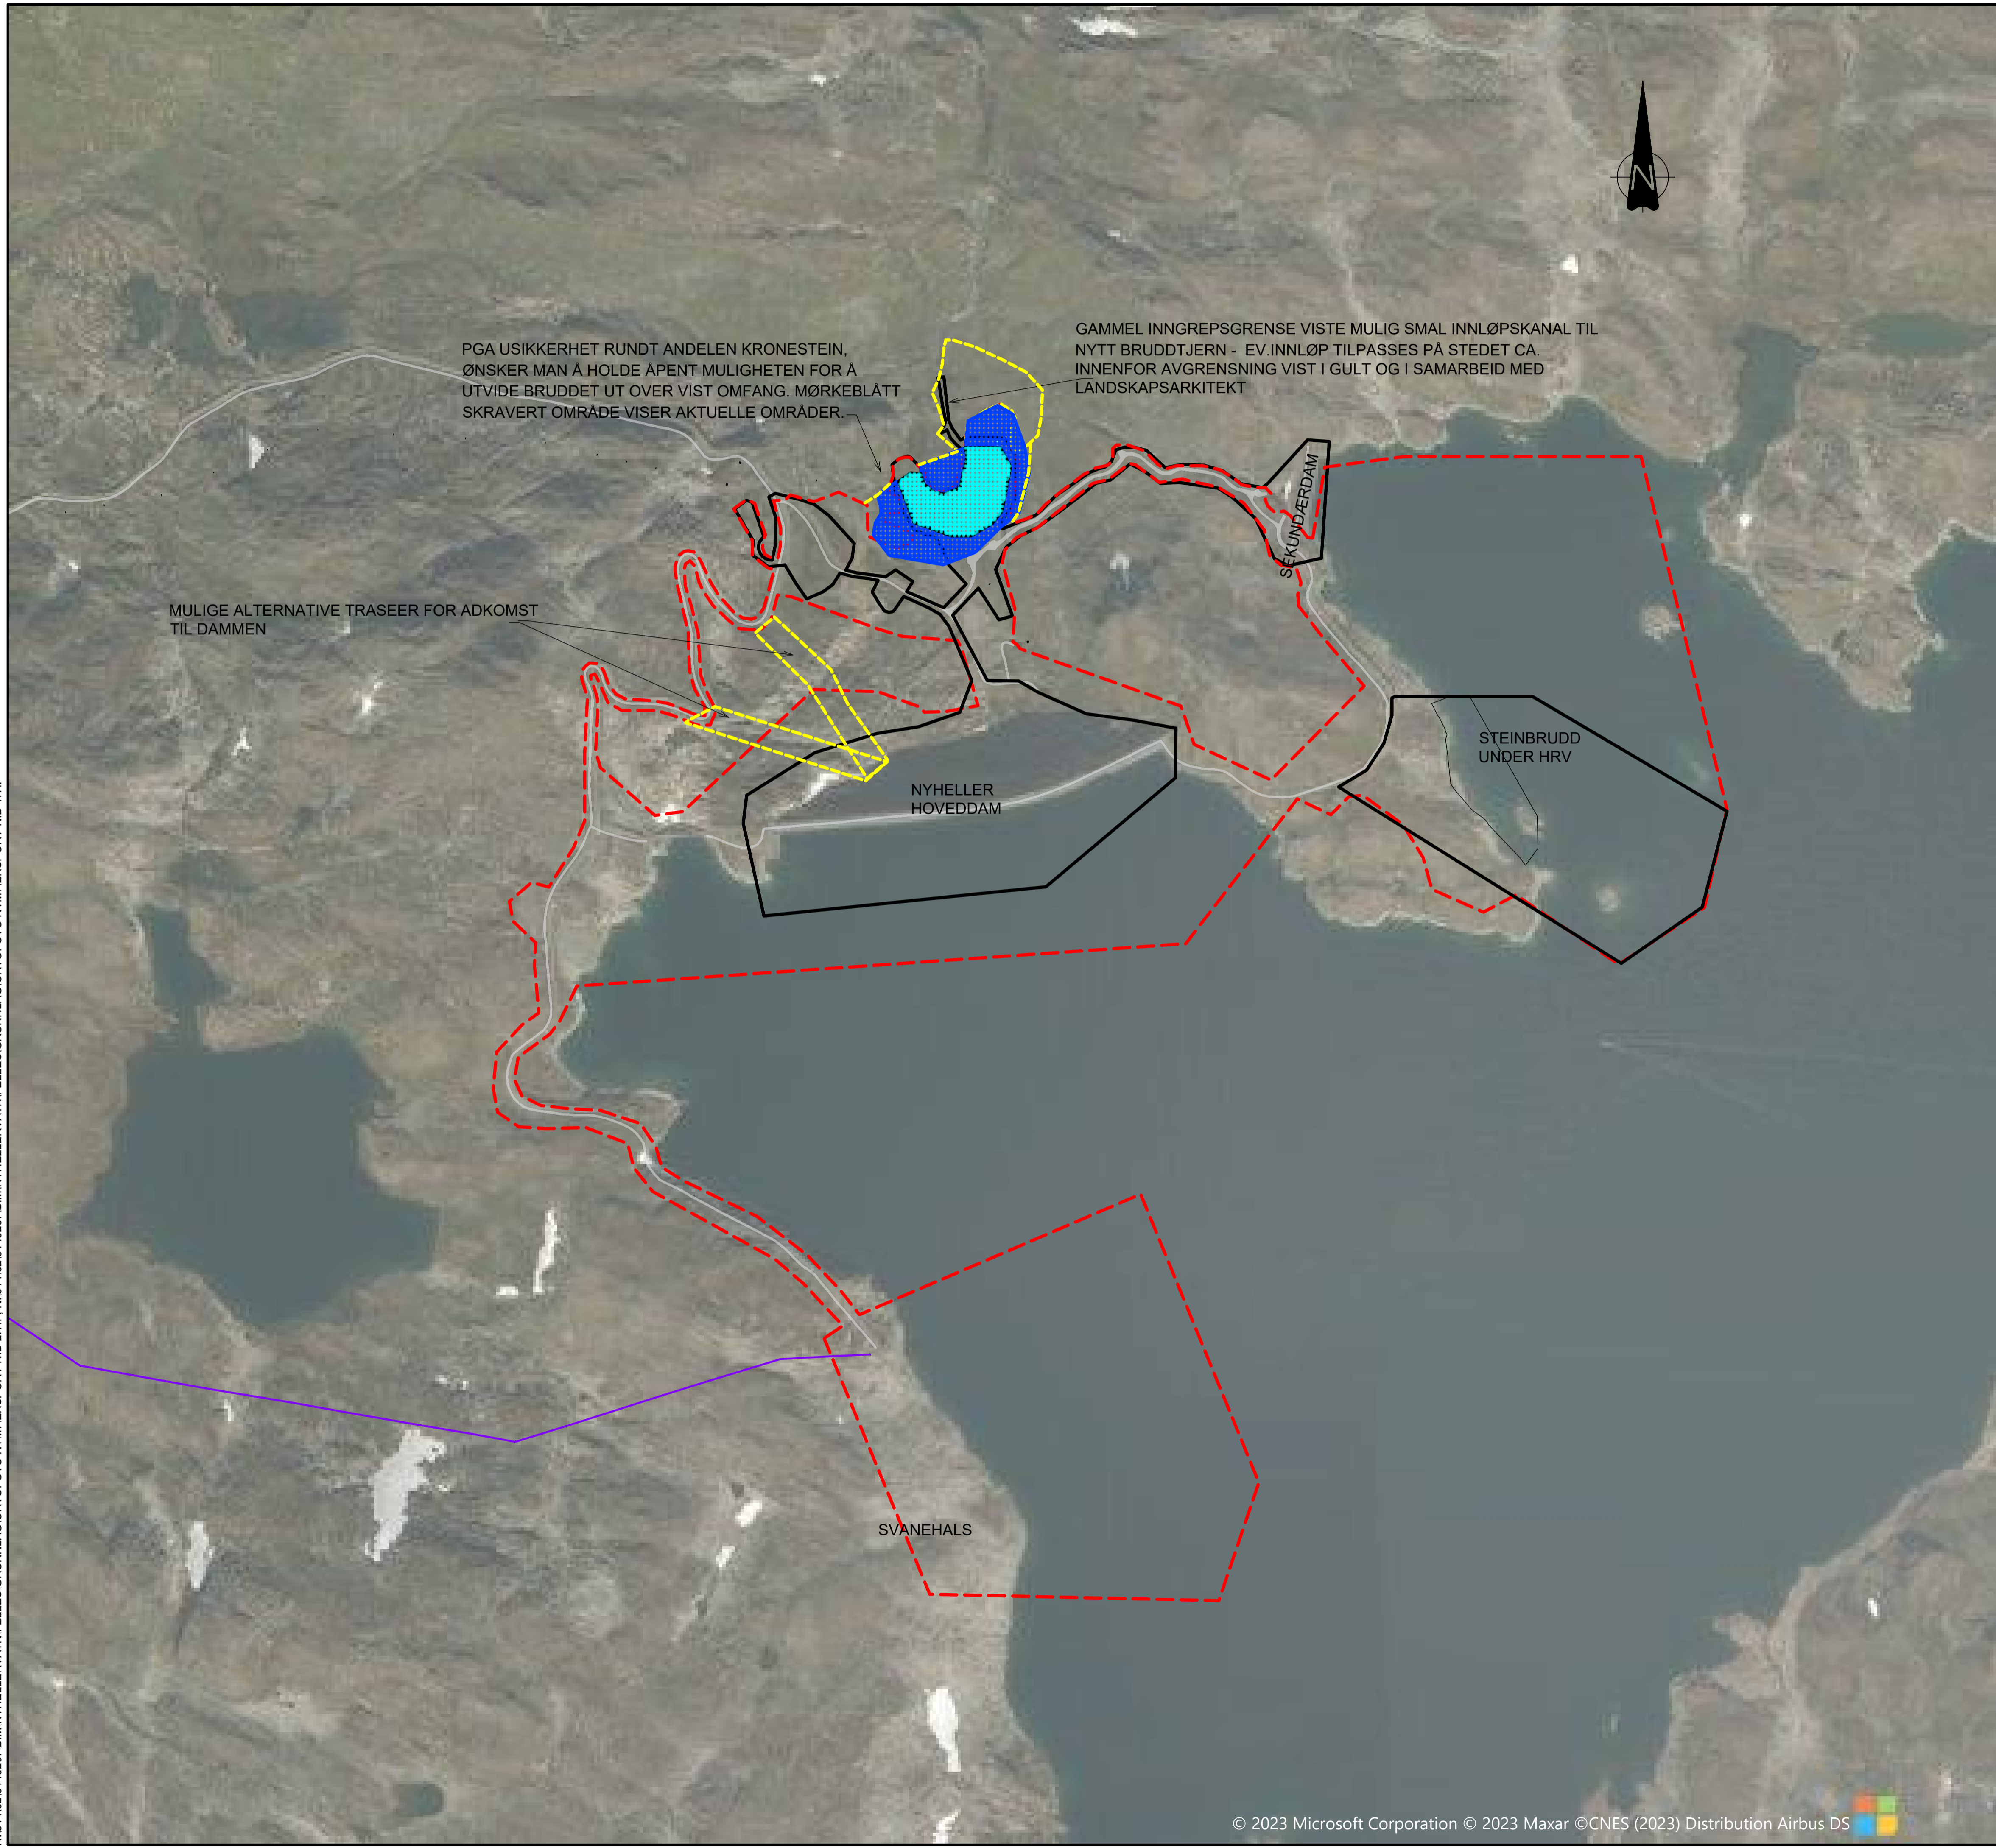 N
PGA USIKKERHET RUNDT ANDELEN KRONESTEIN,
ØNSKER MAN Å HOLDE ÅPENT MULIGHETEN FOR Å
UTVIDE BRUDDET UT OVER VIST OMFANG. MØRKEBLÅTT
SKRAVERT OMRÅDE VISER AKTUELLE OMRÅDER.
GAMMEL INNGREPSGRENSE VISTE MULIG SMAL INNLØPSKANAL TIL
NYTT BRUDDTJERN - EV.INNLØP TILPASSES PÅ STEDET CA.
INNENFOR AVGRENSNING VIST I GULT OG I SAMARBEID MED
LANDSKAPSARKITEKT
SEKUNDÆRDAM
MULIGE ALTERNATIVE TRASEER FOR ADKOMST
TIL DAMMEN
STEINBRUDD
UNDER HRV
NYHELLER
HOVEDDAM
SVANEHALS
© 2023 Microsoft Corporation © 2023 Maxar ©CNES (2023) Distribution Airbus DS